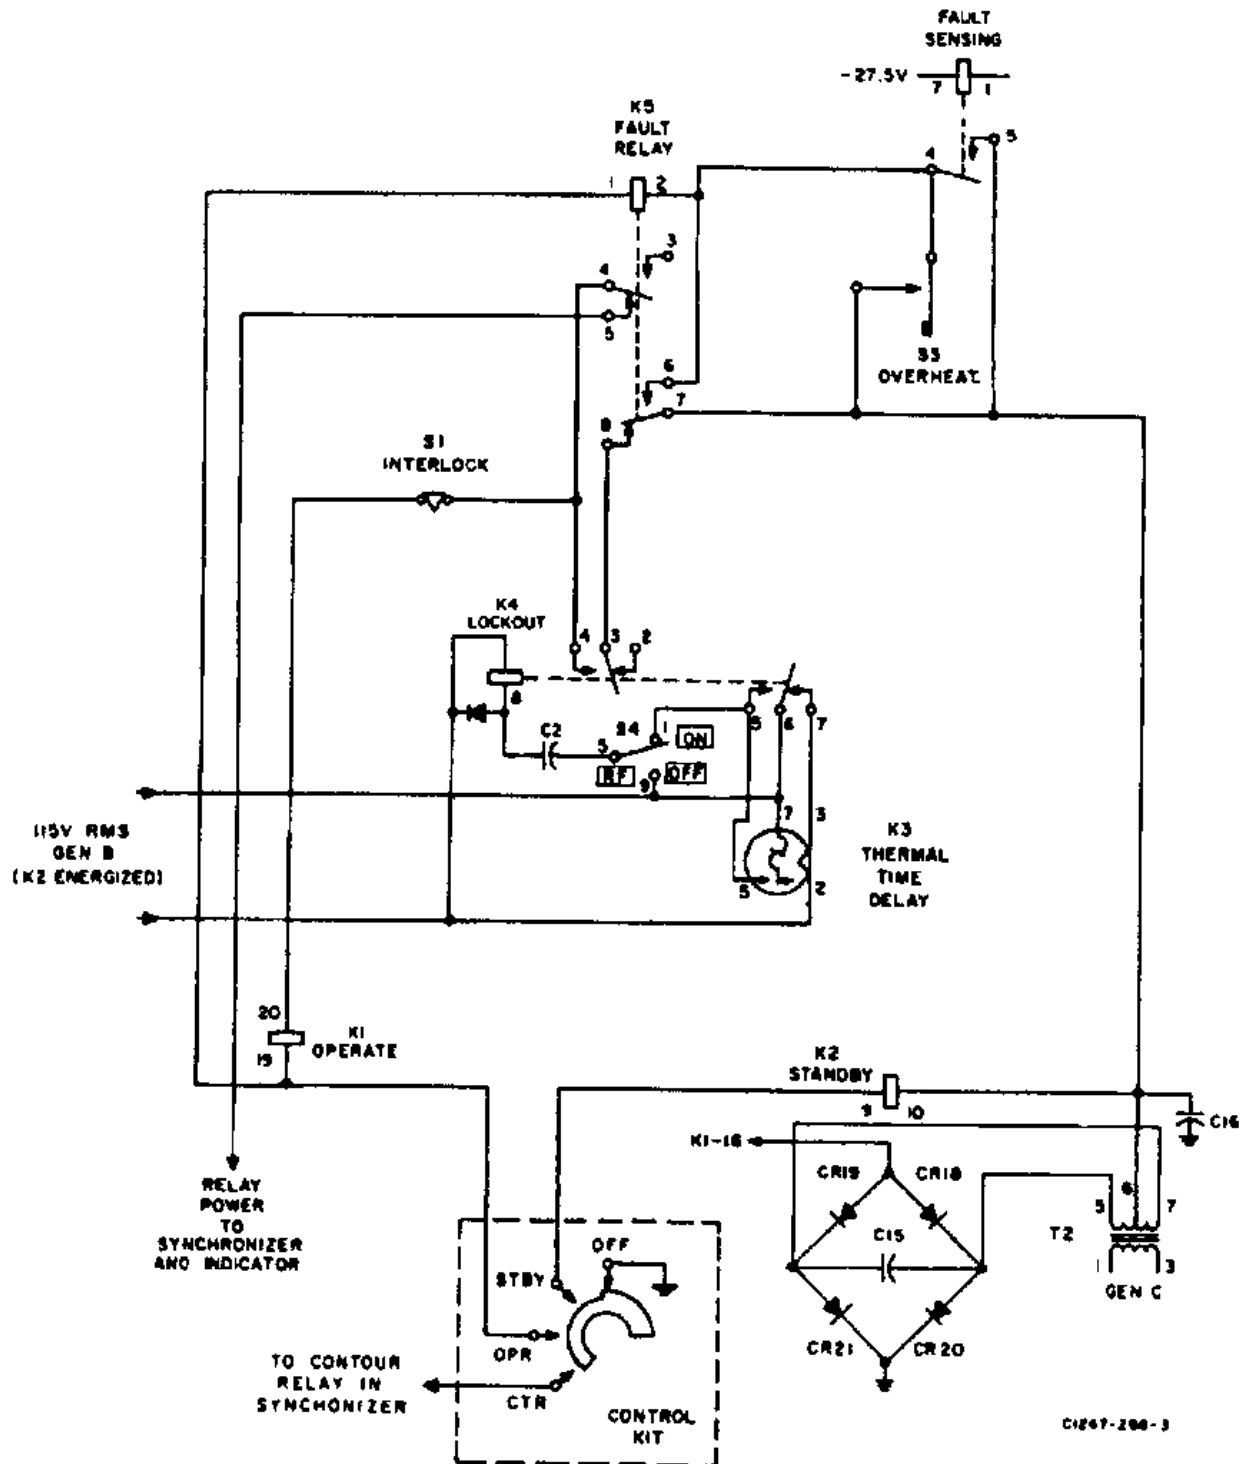 FAULT
SENSING
-27.5V
7
1
K5
FAULT
RELAY
1
2
4
5
3
4
5
S3
OVERHEAT
6
7
8
S1
INTERLOCK
K4
LOCKOUT
4
3
2
8
C2
S4
1
ON
5
RF
9
OFF
5
6
7
115V RMS
GEN B
(K2 ENERGIZED)
7
3
5
2
K3
THERMAL
TIME
DELAY
20
19
K1
OPERATE
K2
STANDBY
9
10
C16
K1-16
CR19
CR18
C15
CR21
CR20
5
6
7
T2
1
3
GEN C
RELAY
POWER
TO
SYNCHRONIZER
AND INDICATOR
OFF
STBY
OPR
CTR
TO CONTOUR
RELAY IN
SYNCHONIZER
CONTROL
KIT